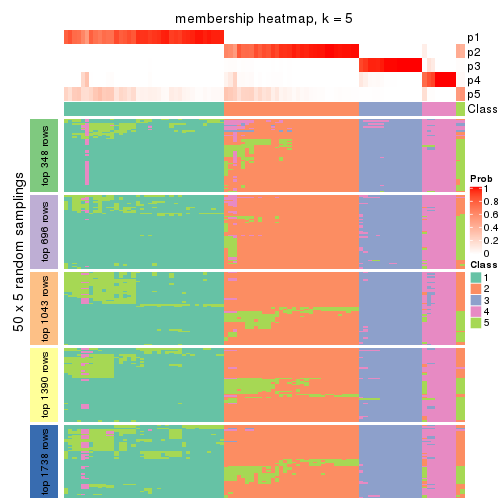 membership heatmap, k = 5
p1
p2
p3
p4
p5
Class
50 x 5 random samplings
top 348 rows
top 696 rows
top 1043 rows
top 1390 rows
top 1738 rows
Prob
1
0.8
0.6
0.4
0.2
0
Class
1
2
3
4
5